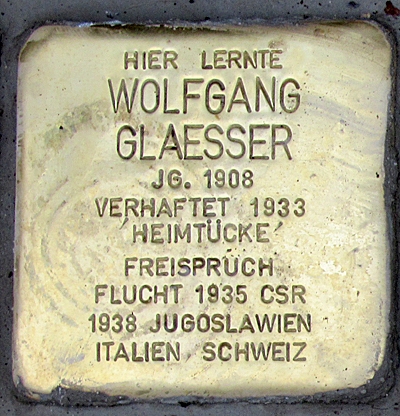 HIER LERNTE
WOLFGANG
GLAESSER
JG. 1908
VERHAFTET 1933
'HEIMTÜCKE'
FREISPRUCH
FLUCHT 1935 CSR
1938 JUGOSLAWIEN
ITALIEN SCHWEIZ